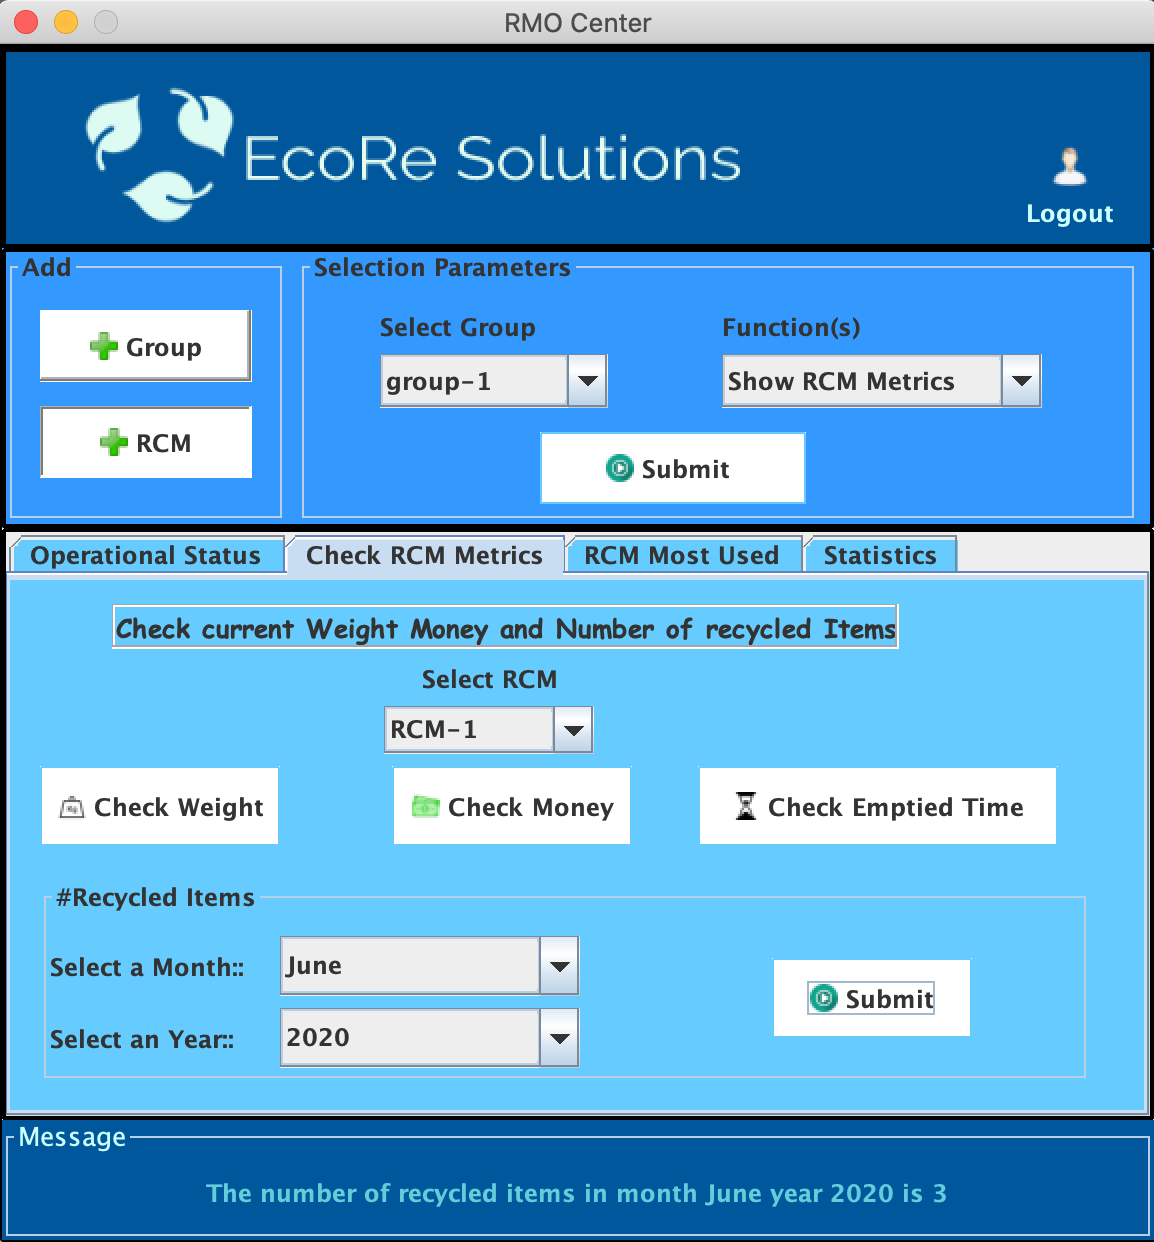 RMO Center
EcoRe Solutions
Logout
Add
Group
RCM
Selection Parameters
Select Group
Function(s)
group-1
Show RCM Metrics
Submit
Operational Status
Check RCM Metrics
RCM Most Used
Statistics
Check current Weight Money and Number of recycled Items
Select RCM
RCM-1
Check Weight
Check Money
Check Emptied Time
#Recycled Items
Select a Month::
June
Select an Year::
2020
Submit
Message
The number of recycled items in month June year 2020 is 3